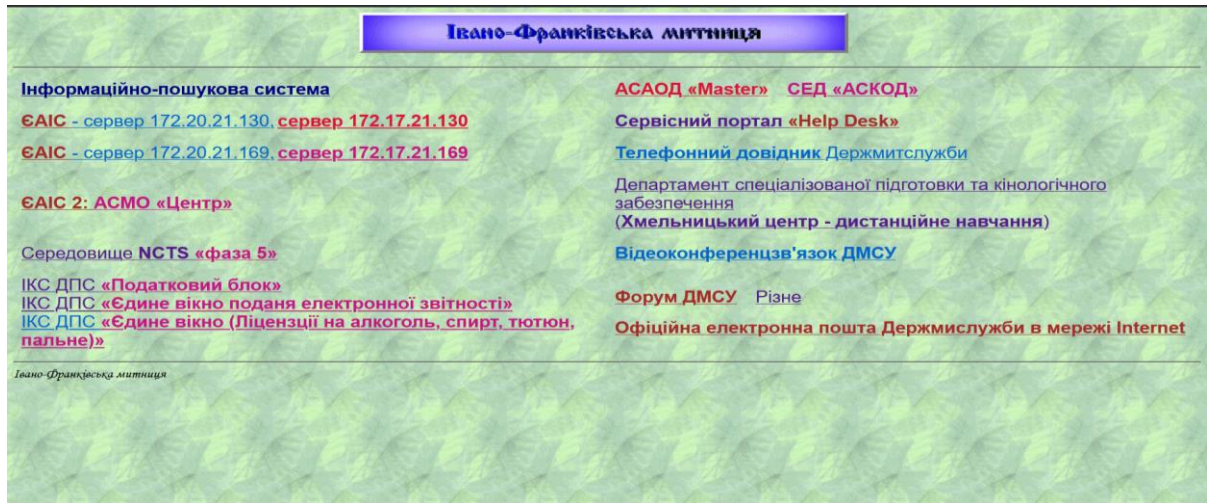 Івано-Франківська митниця
Інформаційно-пошукова система
ЄАІС - сервер 172.20.21.130, сервер 172.17.21.130
ЄАІС - сервер 172.20.21.169, сервер 172.17.21.169
ЄАІС 2: АСМО «Центр»
Середовище NCTS «фаза 5»
ІКС ДПС «Податковий блок»
ІКС ДПС «Єдине вікно поданя електронної звітності»
ІКС ДПС «Єдине вікно (Ліцензції на алкоголь, спирт, тютюн,
пальне)»
АСАОД «Master» СЕД «АСКОД»
Сервісний портал «Help Desk»
Телефонний довідник Держмитслужби
Департамент спеціалізованої підготовки та кінологічного
забезпечення
(Хмельницький центр - дистанційне навчання)
Відеоконференцзв'язок ДМСУ
Форум ДМСУ Різне
Офіційна електронна пошта Держмислужби в мережі Internet
Івано-Франківська митниця